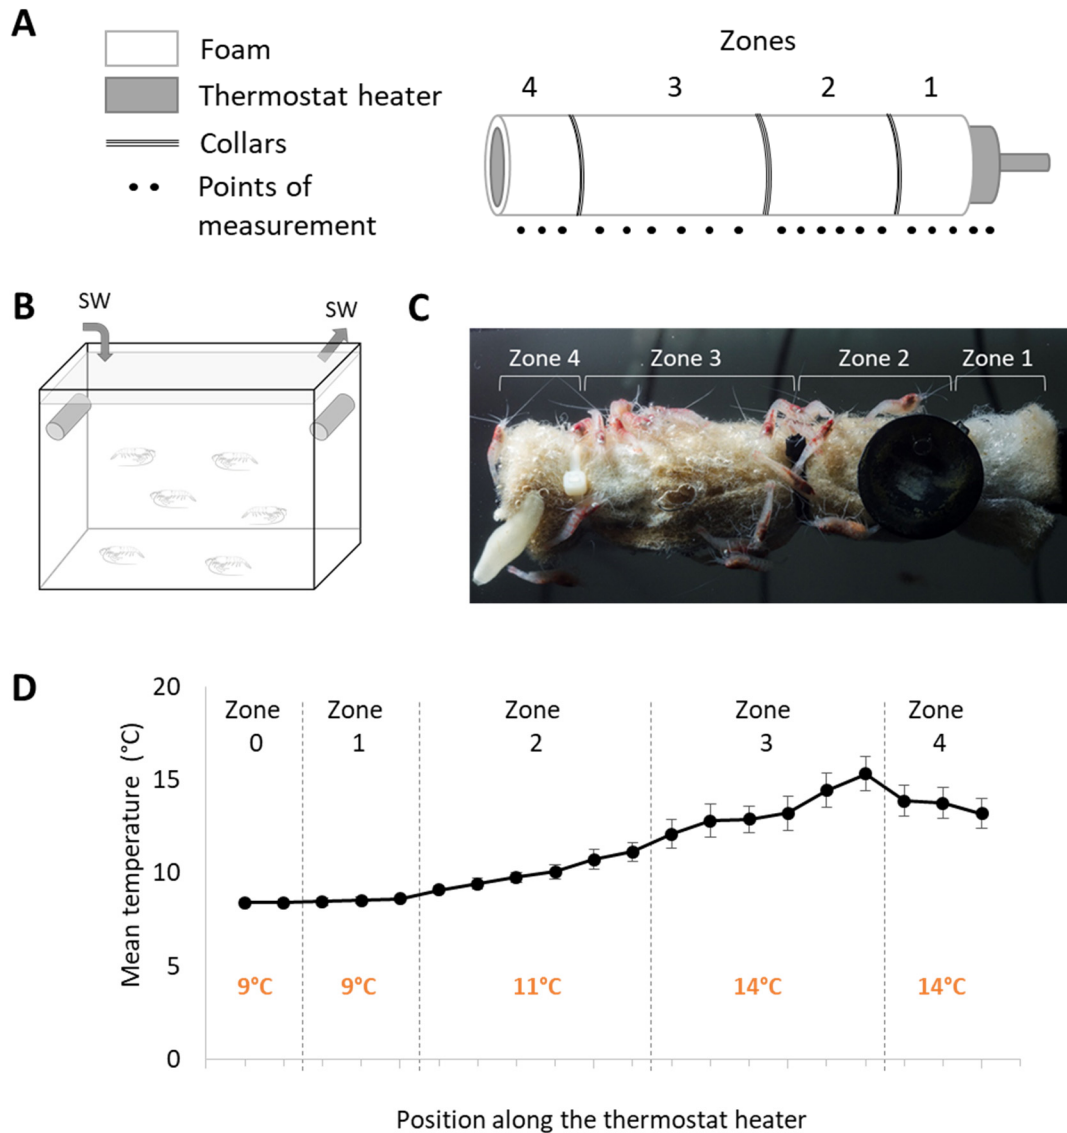 A
Foam
Thermostat heater
Collars
Points of
measurement
Zones
4 3 2 1
B
SW
SW
C
Zone 4 Zone 3 Zone 2 Zone 1
D
Mean temperature (°C)
20
15
10
5
0
Zone
0
Zone
1
Zone
2
Zone
3
Zone
4
9°C 9°C 11°C 14°C 14°C
Position along the thermostat heater